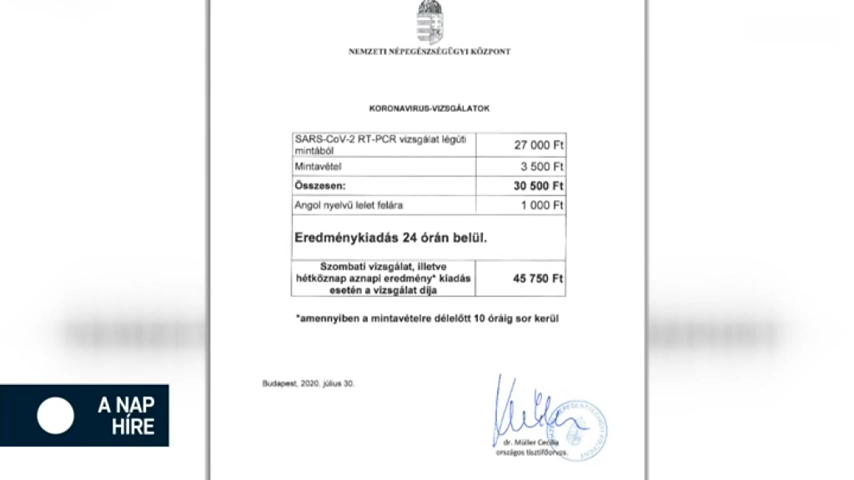 NEMZETI NÉPEGÉSZSÉGÜGYI KÖZPONT
KORONAVIRUS-VIZSGÁLATOK
SARS-CoV-2 RT-PCR vizsgálat légúti
mintából
27 000 Ft
Mintavétel
3 500 Ft
Összesen:
30 500 Ft
Angol nyelvű lelet felára
1 000 Ft
Eredménykiadás 24 órán belül.
Szombati vizsgálat, illetve
hétköznap aznapi eredmény* kiadás
esetén a vizsgálat díja
45 750 Ft
*amennyiben a mintavételre délelőtt 10 óráig sor kerül
Budapest, 2020. július 30.
dr. Müller Cecília
országos tisztifőorvos
A NAP
HÍRE